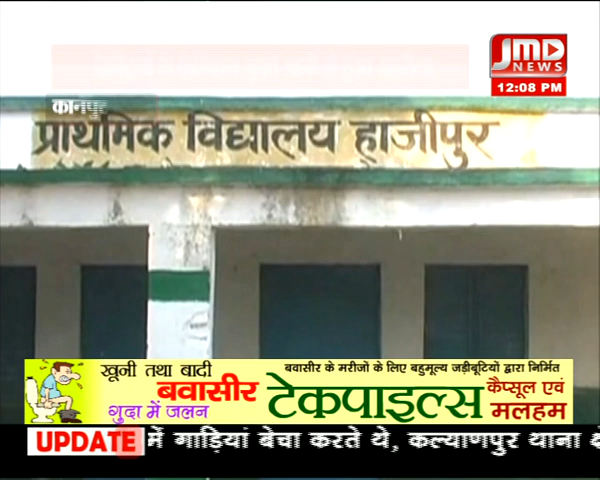 JMD
NEWS
12:08 PM
कानपुर
प्राथमिक विद्यालय हाजीपुर
खूनी तथा बादी
बवासीर
गुदा में जलन
बवासीर के मरीजों के लिए बहुमूल्य जड़ीबूटियों द्वारा निर्मित
टेकपाइल्स
कैप्सूल एवं
मलहम
UPDATE में गाड़ियां बेचा करते थे, कल्याणपुर थाना क्षे